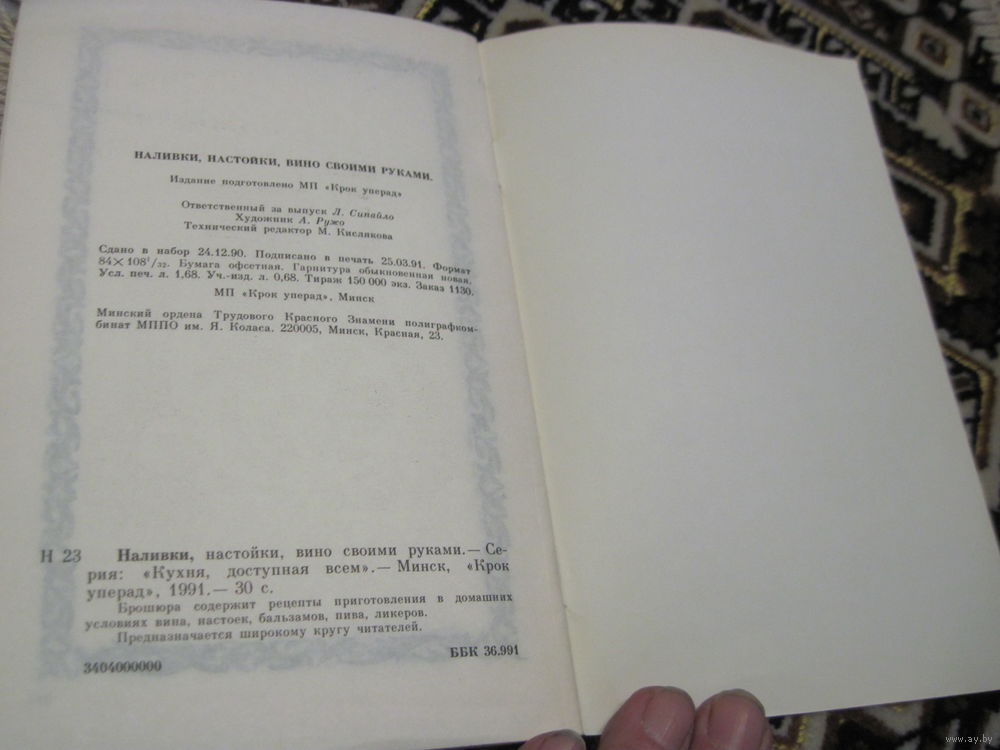 НАЛИВКИ, НАСТОЙКИ, ВИНО СВОИМИ РУКАМИ.
Издание подготовлено МП «Крок уперад»
Ответственный за выпуск Л. Сипайло
Художник А. Ружо
Технический редактор М. Кислякова
Сдано в набор 24.12.90. Подписано в печать 25.03.91. Формат
84×108¹/₃₂. Бумага офсетная. Гарнитура обыкновенная новая.
Усл. печ. л. 1,68. Уч.-изд. л. 0,68. Тираж 150 000 экз. Заказ 1130.
МП «Крок уперад», Минск
Минский ордена Трудового Красного Знамени полиграфком-
бинат МППО им. Я. Коласа. 220005, Минск, Красная, 23.
Н 23 Наливки, настойки, вино своими руками.— Се-
рия: «Кухня, доступная всем».— Минск, «Крок
уперад», 1991.— 30 с.
Брошюра содержит рецепты приготовления в домашних
условиях вина, настоек, бальзамов, пива, ликеров.
Предназначается широкому кругу читателей.
3404000000
ББК 36.991
www.ay.by